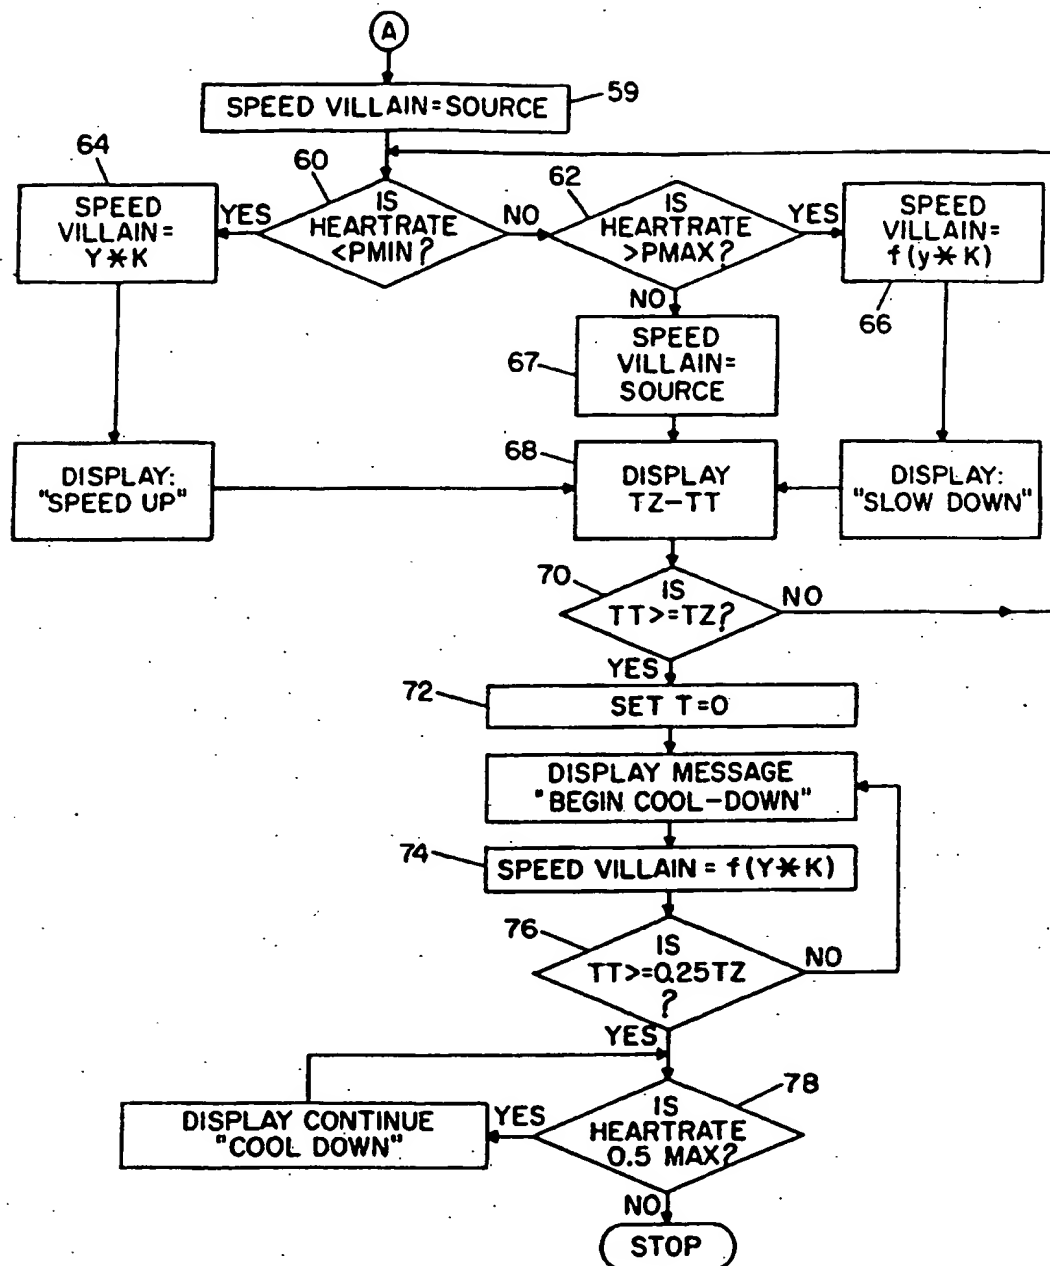 A
SPEED VILLAIN=SOURCE
59
64
60
62
SPEED
VILLAIN=
Y*K
YES
IS
HEARTRATE
<PMIN?
NO
IS
HEARTRATE
>PMAX?
YES
SPEED
VILLAIN=
f(y*K)
66
NO
67
SPEED
VILLAIN=
SOURCE
DISPLAY:
"SPEED UP"
68
DISPLAY
TZ-TT
DISPLAY:
"SLOW DOWN"
70
IS
TT>=TZ?
NO
YES
72
SET T=0
DISPLAY MESSAGE
"BEGIN COOL-DOWN"
74
SPEED VILLAIN = f(Y*K)
76
IS
TT>=0.25TZ
?
NO
YES
78
DISPLAY CONTINUE
"COOL DOWN"
YES
IS
HEARTRATE
0.5 MAX?
NO
STOP